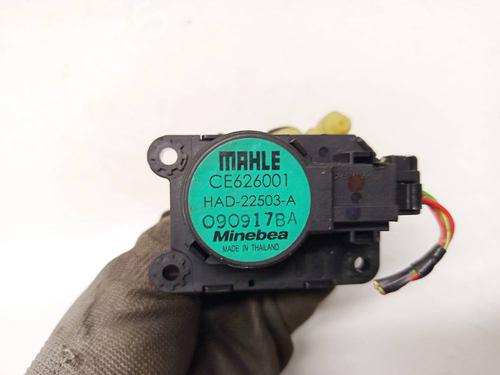 MAHLE
CE626001
HAD-22503-A
090917BA
Minebea
MADE IN THAILAND